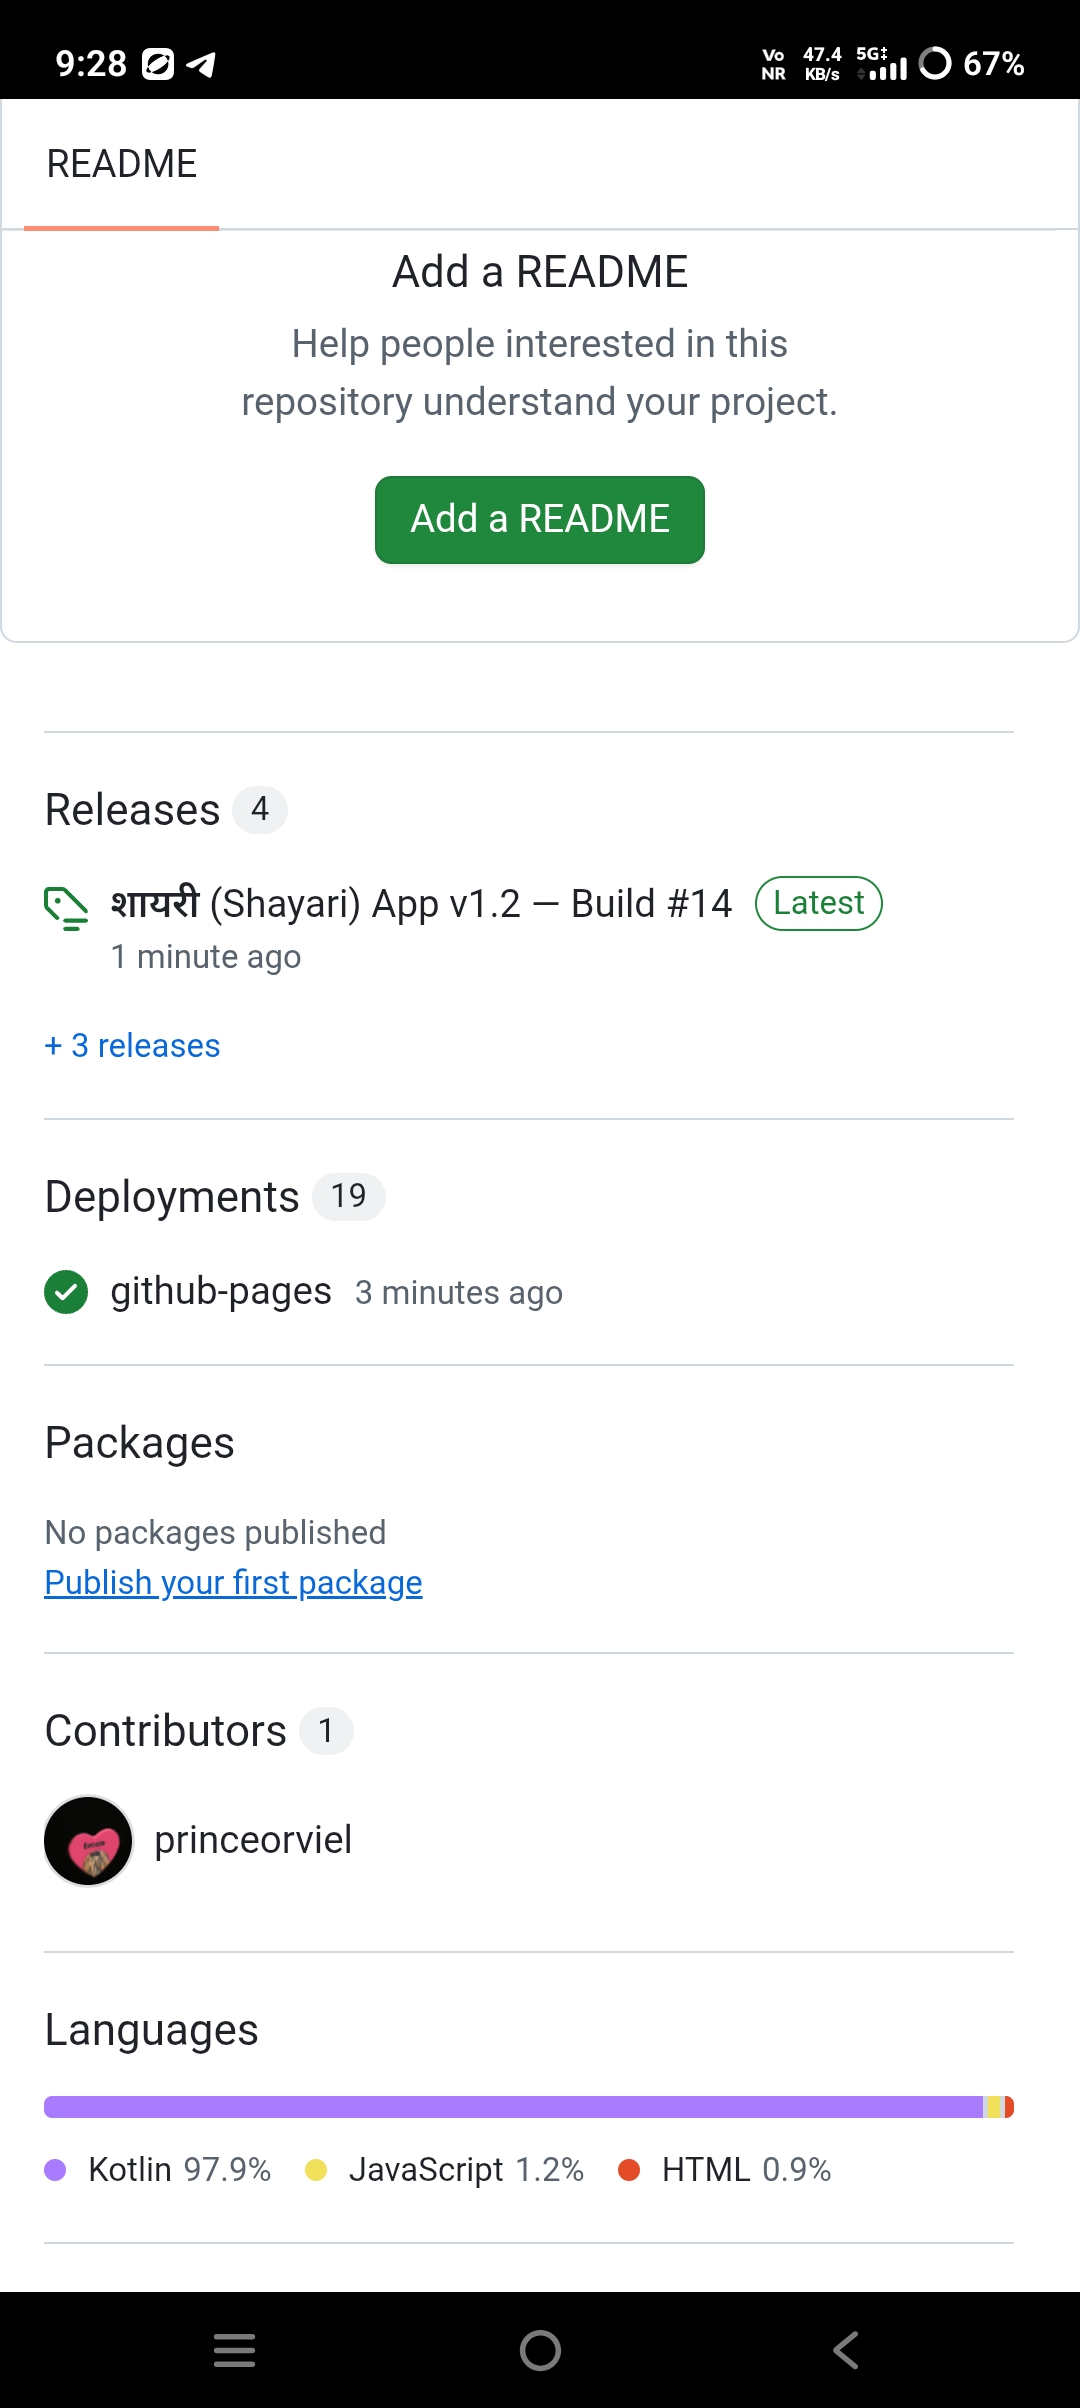 9:28
Vo NR 47.4 KB/s 5G 67%
README
Add a README
Help people interested in this
repository understand your project.
Add a README
Releases 4
शायरी (Shayari) App v1.2 — Build #14 Latest
1 minute ago
+ 3 releases
Deployments 19
github-pages 3 minutes ago
Packages
No packages published
Publish your first package
Contributors 1
princeorviel
Languages
Kotlin 97.9% JavaScript 1.2% HTML 0.9%